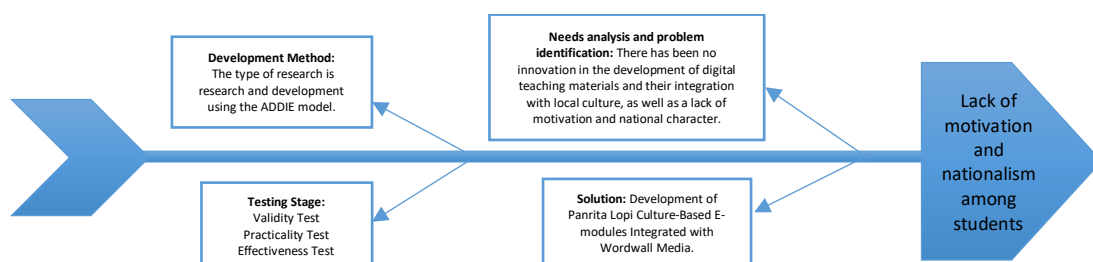 Development Method:
The type of research is
research and development
using the ADDIE model.
Needs analysis and problem
identification: There has been no
innovation in the development of digital
teaching materials and their integration
with local culture, as well as a lack of
motivation and national character.
Testing Stage:
Validity Test
Practicality Test
Effectiveness Test
Solution: Development of
Panrita Lopi Culture-Based E-
modules Integrated with
Wordwall Media.
Lack of
motivation
and
nationalism
among
students